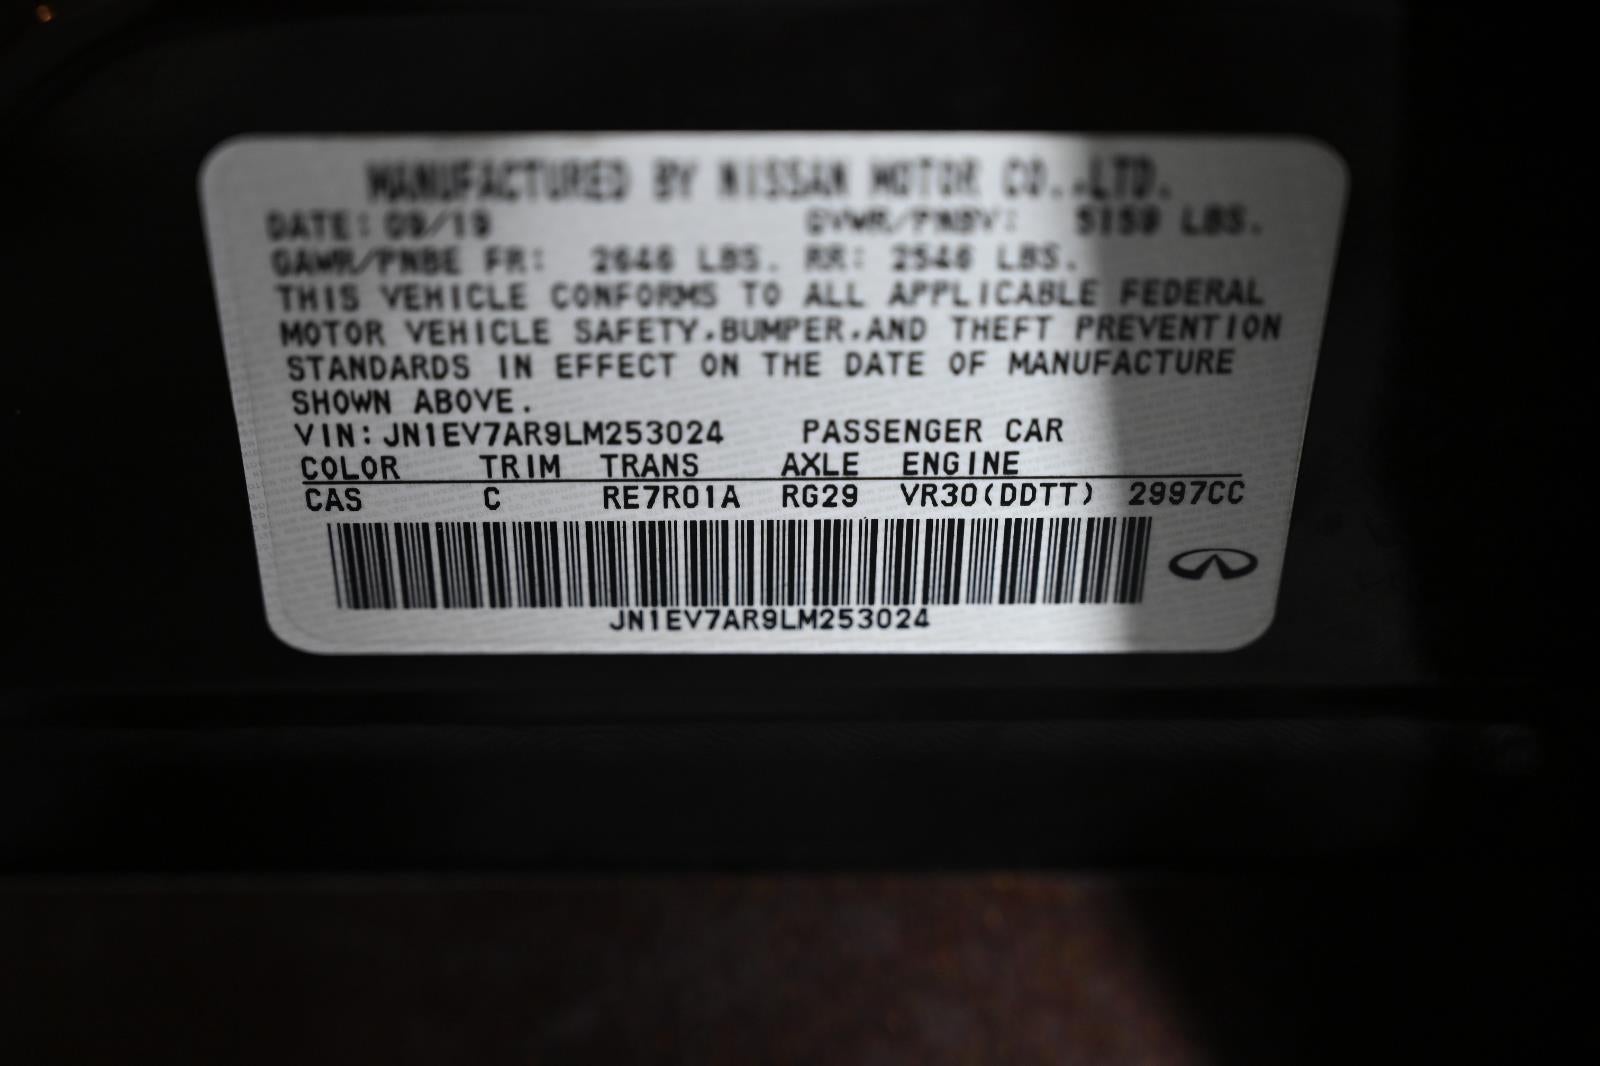 MANUFACTURED BY NISSAN MOTOR CO.,LTD.
DATE: 09/19 GVWR/PNBV: 5159 LBS.
GAWR/PNBE FR: 2646 LBS. RR: 2546 LBS.
THIS VEHICLE CONFORMS TO ALL APPLICABLE FEDERAL
MOTOR VEHICLE SAFETY,BUMPER,AND THEFT PREVENTION
STANDARDS IN EFFECT ON THE DATE OF MANUFACTURE
SHOWN ABOVE.
VIN: JN1EV7AR9LM253024 PASSENGER CAR
COLOR TRIM TRANS AXLE ENGINE
CAS C RE7R01A RG29 VR30(DDTT) 2997CC
JN1EV7AR9LM253024